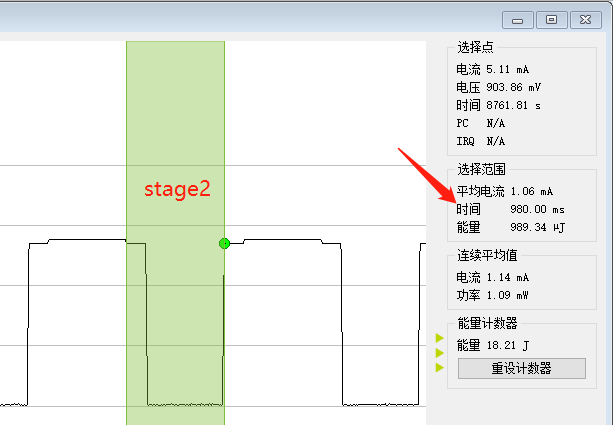 stage2
选择点
电流 5.11 mA
电压 903.86 mV
时间 8761.81 s
PC N/A
IRQ N/A
选择范围
平均电流 1.06 mA
时间 980.00 ms
能量 989.34 µJ
连续平均值
电流 1.14 mA
功率 1.09 mW
能量计数器
能量 18.21 J
重设计数器